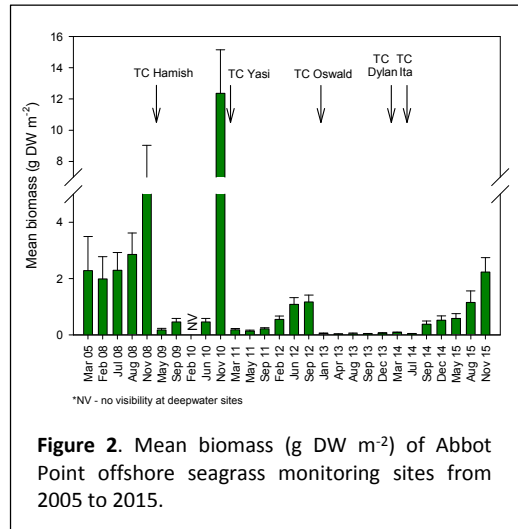 16
14
12
10
8
4
2
0
Mean biomass (g DW m-2)
TC Hamish
TC Yasi
TC Oswald
TC TC
Dylan Ita
NV
Mar 05
Feb 08
Jul 08
Aug 08
Nov 08
May 09
Sep 09
Feb 10
Jun 10
Nov 10
Mar 11
May 11
Sep 11
Feb 12
Jun 12
Sep 12
Jan 13
Apr 13
Aug 13
Sep 13
Dec 13
Mar 14
Jul 14
Sep 14
Dec 14
May 15
Aug 15
Nov 15
*NV - no visibility at deepwater sites
Figure 2. Mean biomass (g DW m-2) of Abbot
Point offshore seagrass monitoring sites from
2005 to 2015.